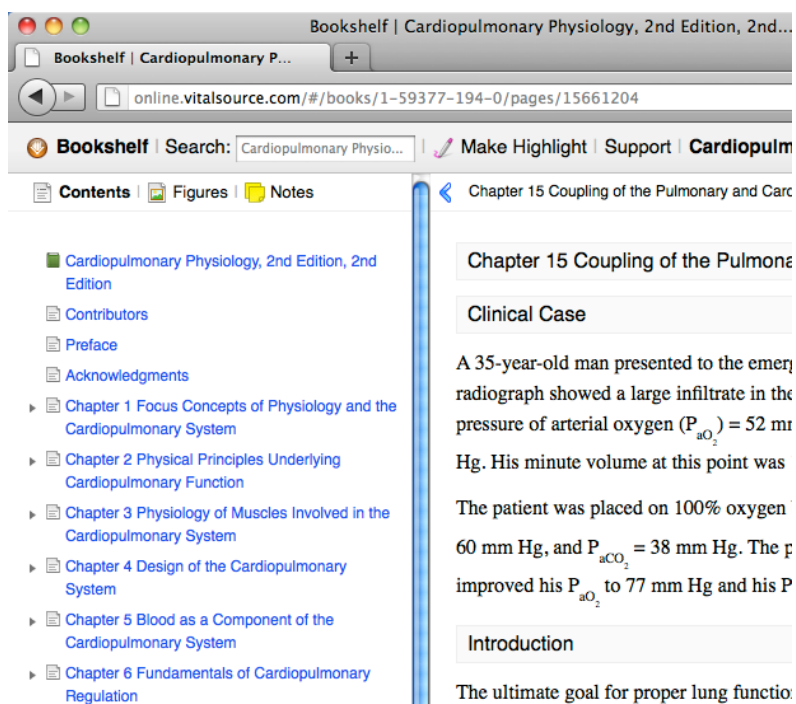 Bookshelf | Cardiopulmonary Physiology, 2nd Edition, 2nd...
Bookshelf | Cardiopulmonary P...
online.vitalsource.com/#/books/1-59377-194-0/pages/15661204
Bookshelf | Search: Cardiopulmonary Physio... | Make Highlight | Support | Cardiopulm
Contents | Figures | Notes
Cardiopulmonary Physiology, 2nd Edition, 2nd
Edition
Contributors
Preface
Acknowledgments
Chapter 1 Focus Concepts of Physiology and the
Cardiopulmonary System
Chapter 2 Physical Principles Underlying
Cardiopulmonary Function
Chapter 3 Physiology of Muscles Involved in the
Cardiopulmonary System
Chapter 4 Design of the Cardiopulmonary
System
Chapter 5 Blood as a Component of the
Cardiopulmonary System
Chapter 6 Fundamentals of Cardiopulmonary
Regulation
Chapter 15 Coupling of the Pulmonary and Card
Chapter 15 Coupling of the Pulmona
Clinical Case
A 35-year-old man presented to the emerg
radiograph showed a large infiltrate in the
pressure of arterial oxygen (PaO2) = 52 mm
Hg. His minute volume at this point was
The patient was placed on 100% oxygen
60 mm Hg, and PaCO2 = 38 mm Hg. The p
improved his PaO2 to 77 mm Hg and his P
Introduction
The ultimate goal for proper lung function